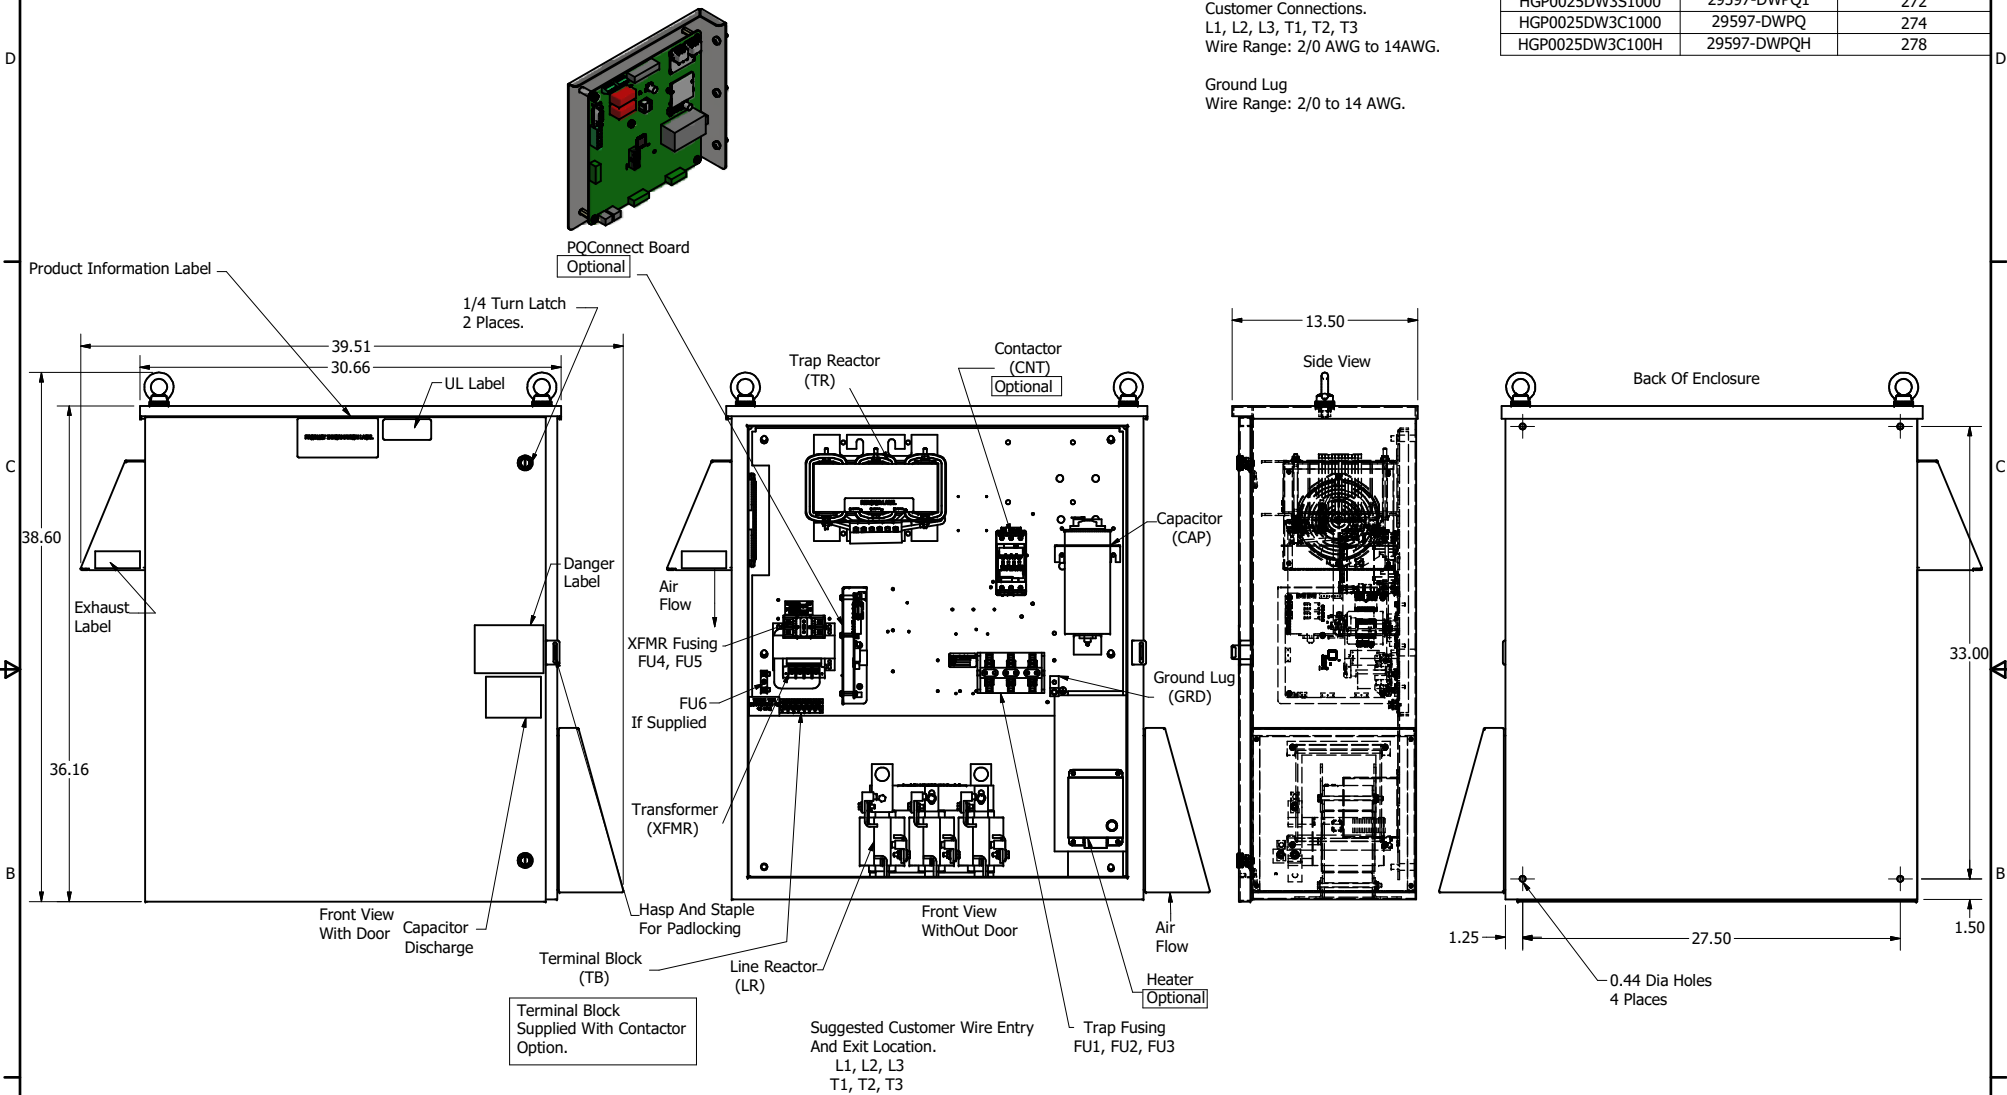 Customer Connections.
L1, L2, L3, T1, T2, T3
Wire Range: 2/0 AWG to 14AWG.
Ground Lug
Wire Range: 2/0 to 14 AWG.
HGP0025DW3S1000 29597-DWPQ1 272
HGP0025DW3C1000 29597-DWPQ 274
HGP0025DW3C100H 29597-DWPQH 278
D
D
PQConnect Board
Optional
Product Information Label
1/4 Turn Latch
2 Places.
39.51
30.66
UL Label
Trap Reactor
(TR)
Contactor
(CNT)
Optional
13.50
Side View
Back Of Enclosure
C
C
38.60
36.16
Capacitor
(CAP)
Danger
Label
Exhaust
Label
Air
Flow
XFMR Fusing
FU4, FU5
FU6
If Supplied
Ground Lug
(GRD)
33.00
Transformer
(XFMR)
B
B
Front View
With Door
Capacitor
Discharge
Hasp And Staple
For Padlocking
Front View
WithOut Door
Air
Flow
1.25
27.50
1.50
Terminal Block
(TB)
Line Reactor
(LR)
Heater
Optional
0.44 Dia Holes
4 Places
Terminal Block
Supplied With Contactor
Option.
Suggested Customer Wire Entry
And Exit Location.
L1, L2, L3
T1, T2, T3
Trap Fusing
FU1, FU2, FU3